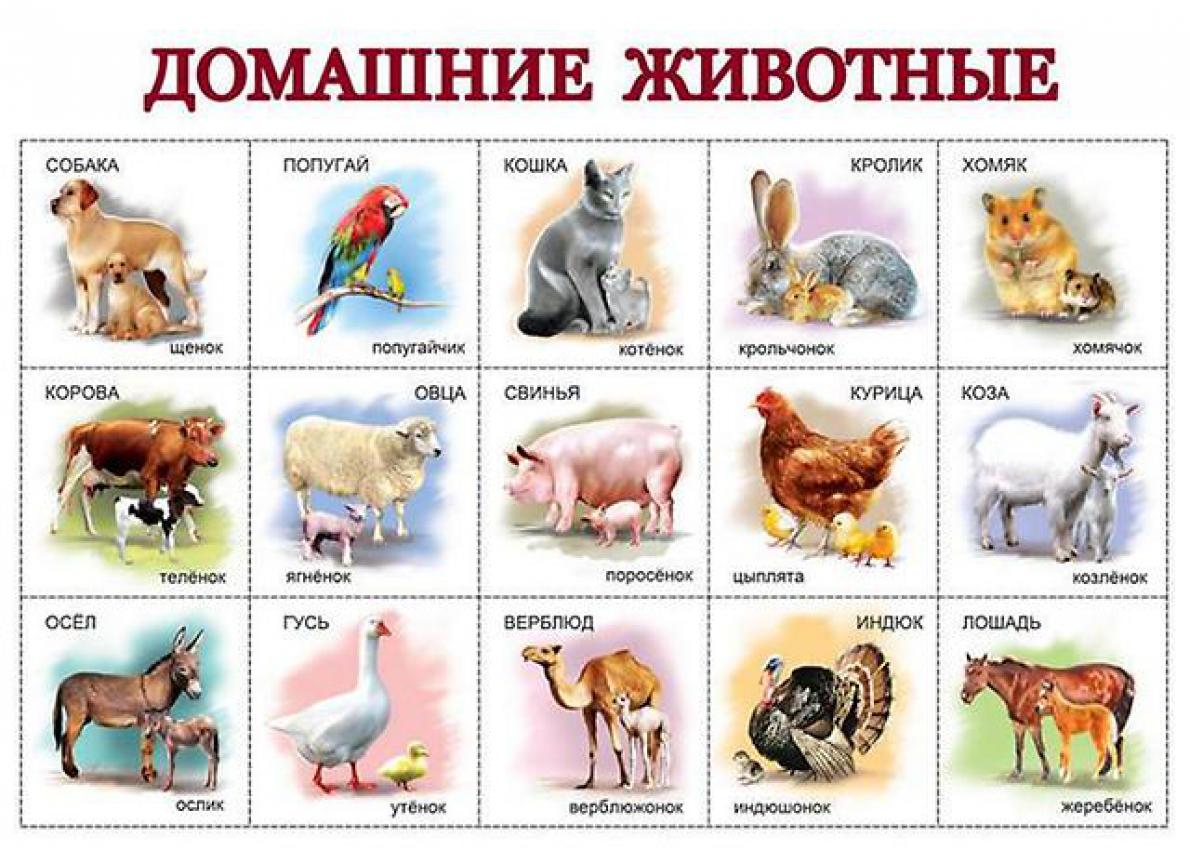 ДОМАШНИЕ ЖИВОТНЫЕ
СОБАКА
щенок
ПОПУГАЙ
попугайчик
КОШКА
котёнок
КРОЛИК
крольчонок
ХОМЯК
хомячок
КОРОВА
телёнок
ОВЦА
ягнёнок
СВИНЬЯ
поросёнок
КУРИЦА
цыплята
КОЗА
козлёнок
ОСЁЛ
ослик
ГУСЬ
утёнок
ВЕРБЛЮД
верблюжонок
ИНДЮК
индюшонок
ЛОШАДЬ
жеребёнок